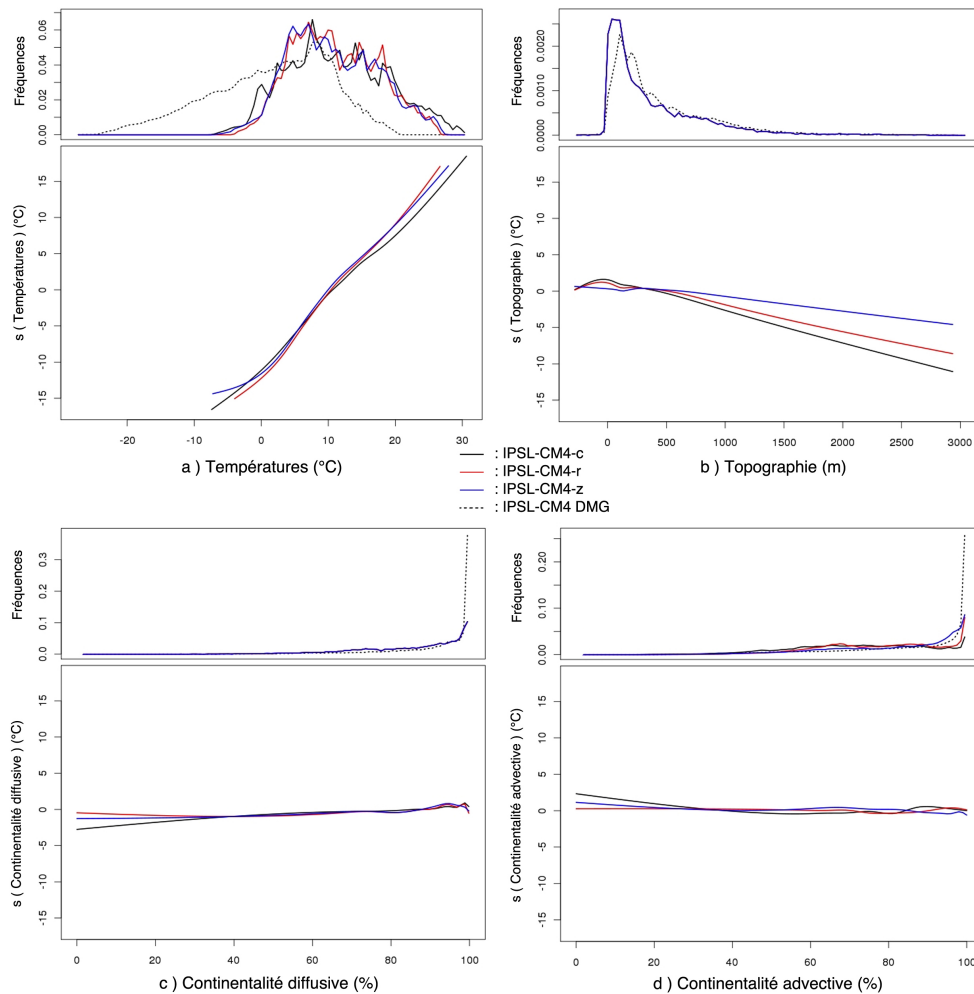 Fréquences
0.00 0.02 0.04 0.06
s ( Températures ) (°C)
-15 -10 -5 0 5 10 15
-20 -10 0 10 20 30
a ) Températures (°C)
Fréquences
0.0000 0.0010 0.0020
s ( Topographie ) (°C)
-15 -10 -5 0 5 10 15
0 500 1000 1500 2000 2500 3000
b ) Topographie (m)
: IPSL-CM4-c
: IPSL-CM4-r
: IPSL-CM4-z
: IPSL-CM4 DMG
Fréquences
0.0 0.1 0.2 0.3
s ( Continentalité diffusive ) (°C)
-15 -10 -5 0 5 10 15
0 20 40 60 80 100
c ) Continentalité diffusive (%)
Fréquences
0.00 0.10 0.20
s ( Continentalité advective ) (°C)
-15 -10 -5 0 5 10 15
0 20 40 60 80 100
d ) Continentalité advective (%)